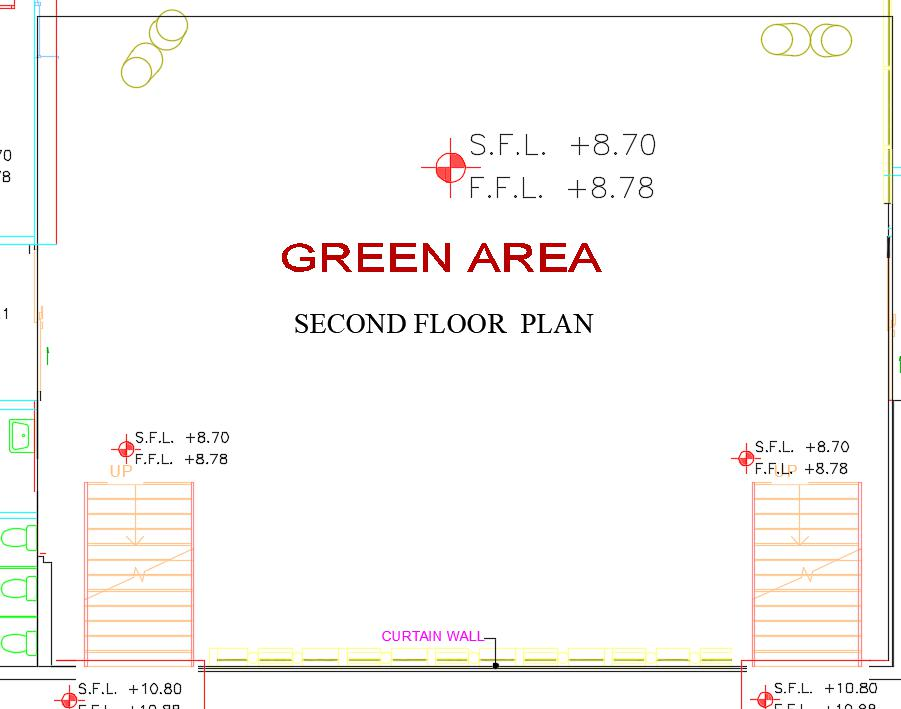 S.F.L. +8.70
F.F.L. +8.78
GREEN AREA
SECOND FLOOR PLAN
S.F.L. +8.70
F.F.L. +8.78
UP
S.F.L. +8.70
F.F.L. +8.78
UP
CURTAIN WALL
S.F.L. +10.80
S.F.L. +10.80